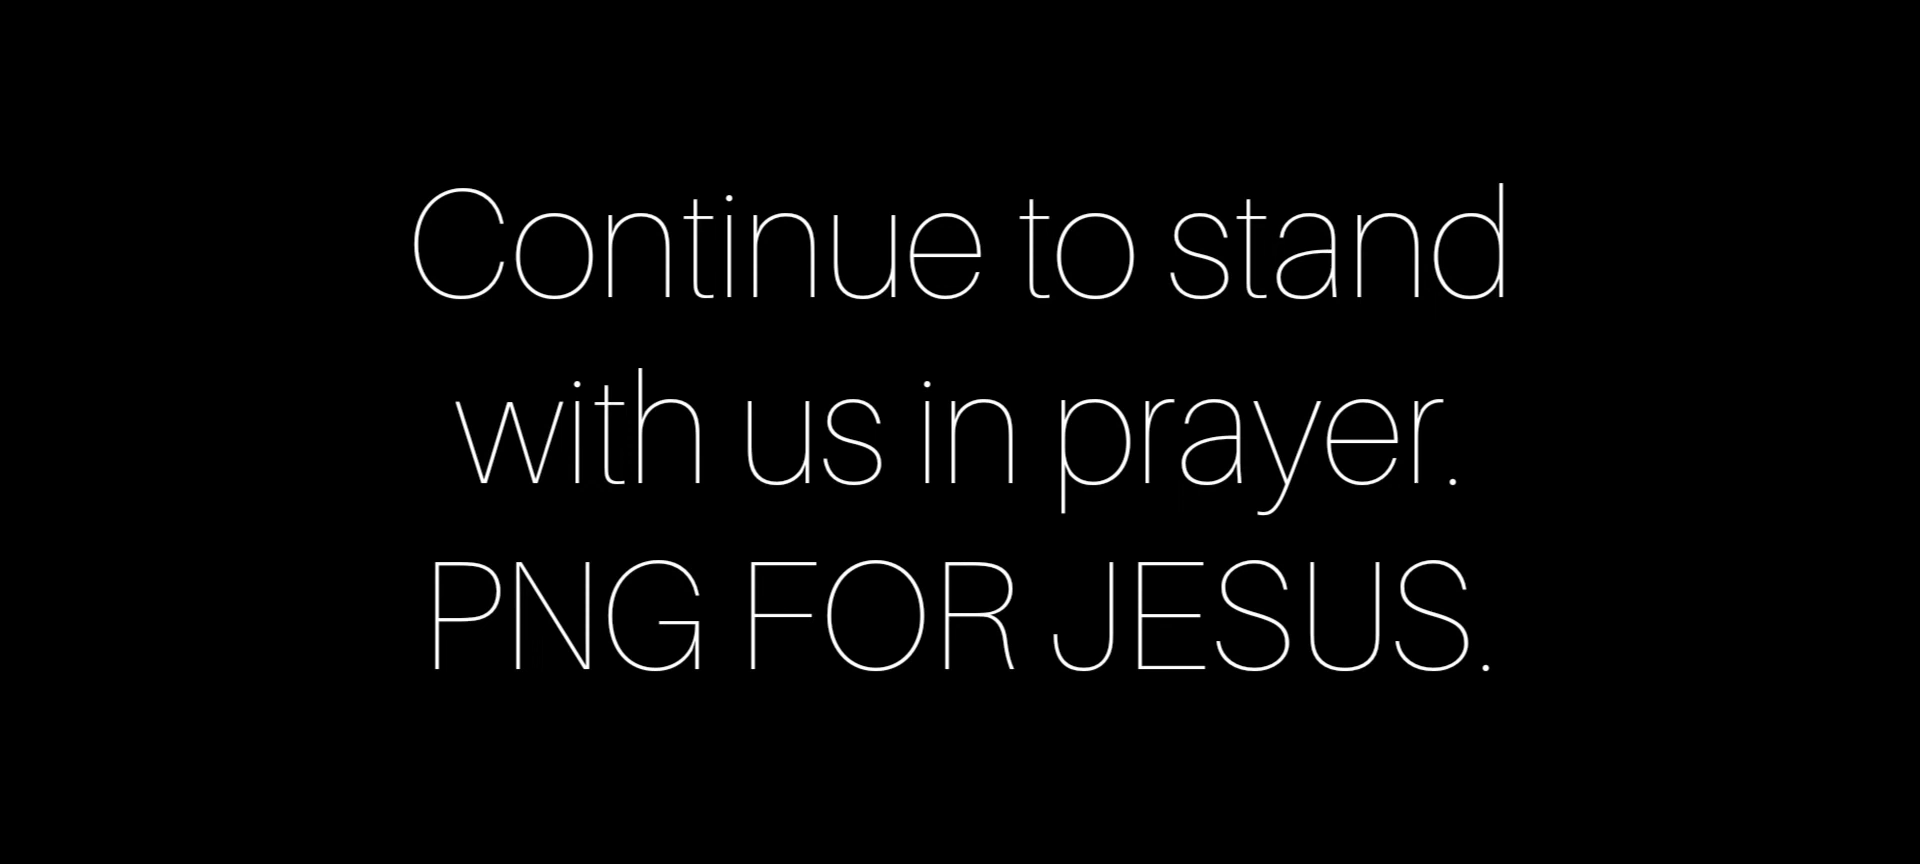 Continue to stand
with us in prayer.
PNG FOR JESUS.